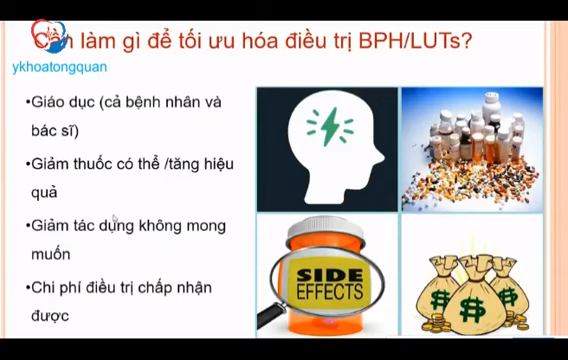 Cần làm gì để tối ưu hóa điều trị BPH/LUTs?
ykhoatongquan
•Giáo dục (cả bệnh nhân và
bác sĩ)
•Giảm thuốc có thể /tăng hiệu
quả
•Giảm tác dụng không mong
muốn
•Chi phí điều trị chấp nhận
được
SIDE
EFFECTS
$ $ $